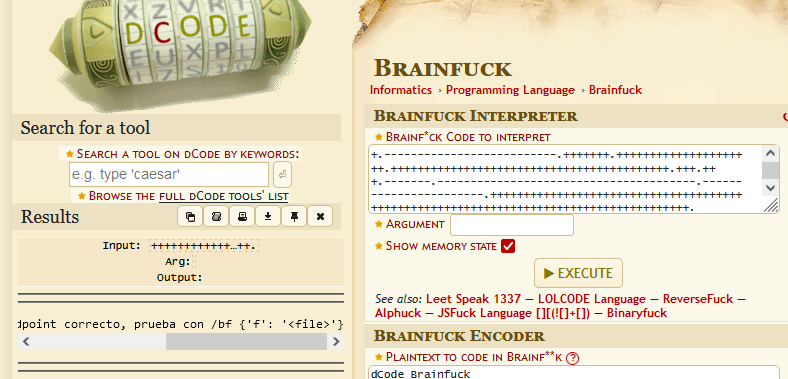 DCODE
Search for a tool
★ Search a tool on dCode by keywords:
e.g. type 'caesar'
★ Browse the full dCode tools' list
Results
Input: ++++++++++++…++.
Arg:
Output:
dpoint correcto, prueba con /bf {'f': '<file>'}
Brainfuck
Informatics › Programming Language › Brainfuck
Brainfuck Interpreter
★ Brainf*ck Code to interpret
★ Argument
★ Show memory state
▶ EXECUTE
See also: Leet Speak 1337 — LOLCODE Language — ReverseFuck —
Alphuck — JSFuck Language [][(![]+[]) — Binaryfuck
Brainfuck Encoder
★ Plaintext to code in Brainf**k (?)
dCode Brainfuck